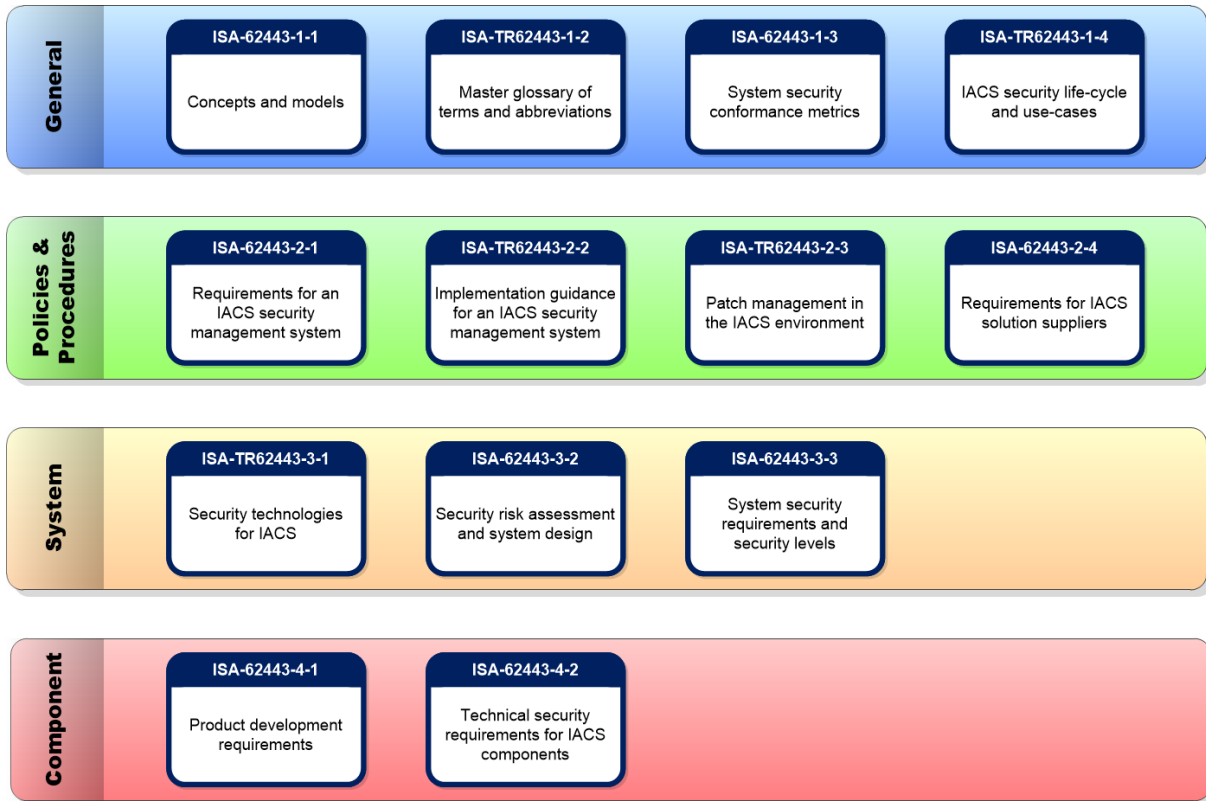 General
ISA-62443-1-1
Concepts and models
ISA-TR62443-1-2
Master glossary of
terms and abbreviations
ISA-62443-1-3
System security
conformance metrics
ISA-TR62443-1-4
IACS security life-cycle
and use-cases
Policies &
Procedures
ISA-62443-2-1
Requirements for an
IACS security
management system
ISA-TR62443-2-2
Implementation guidance
for an IACS security
management system
ISA-TR62443-2-3
Patch management in
the IACS environment
ISA-62443-2-4
Requirements for IACS
solution suppliers
System
ISA-TR62443-3-1
Security technologies
for IACS
ISA-62443-3-2
Security risk assessment
and system design
ISA-62443-3-3
System security
requirements and
security levels
Component
ISA-62443-4-1
Product development
requirements
ISA-62443-4-2
Technical security
requirements for IACS
components